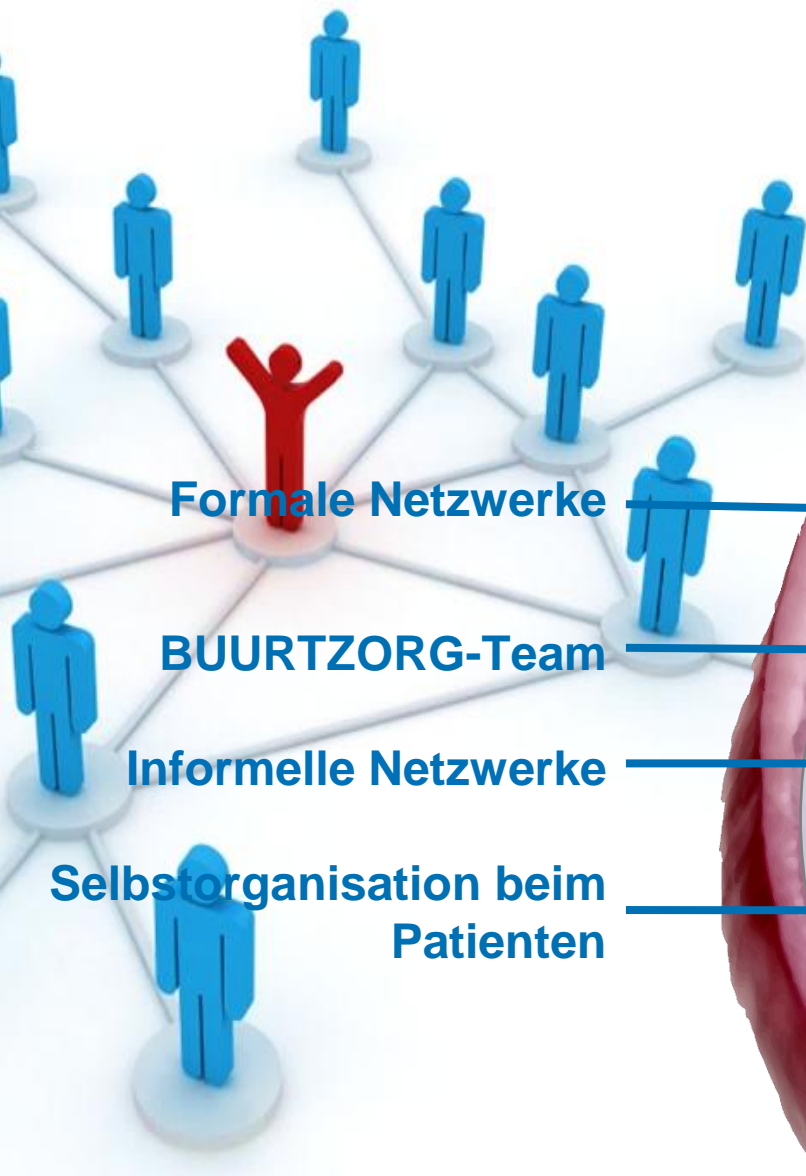 Formale Netzwerke
BUURTZORG-Team
Informelle Netzwerke
Selbstorganisation beim
Patienten